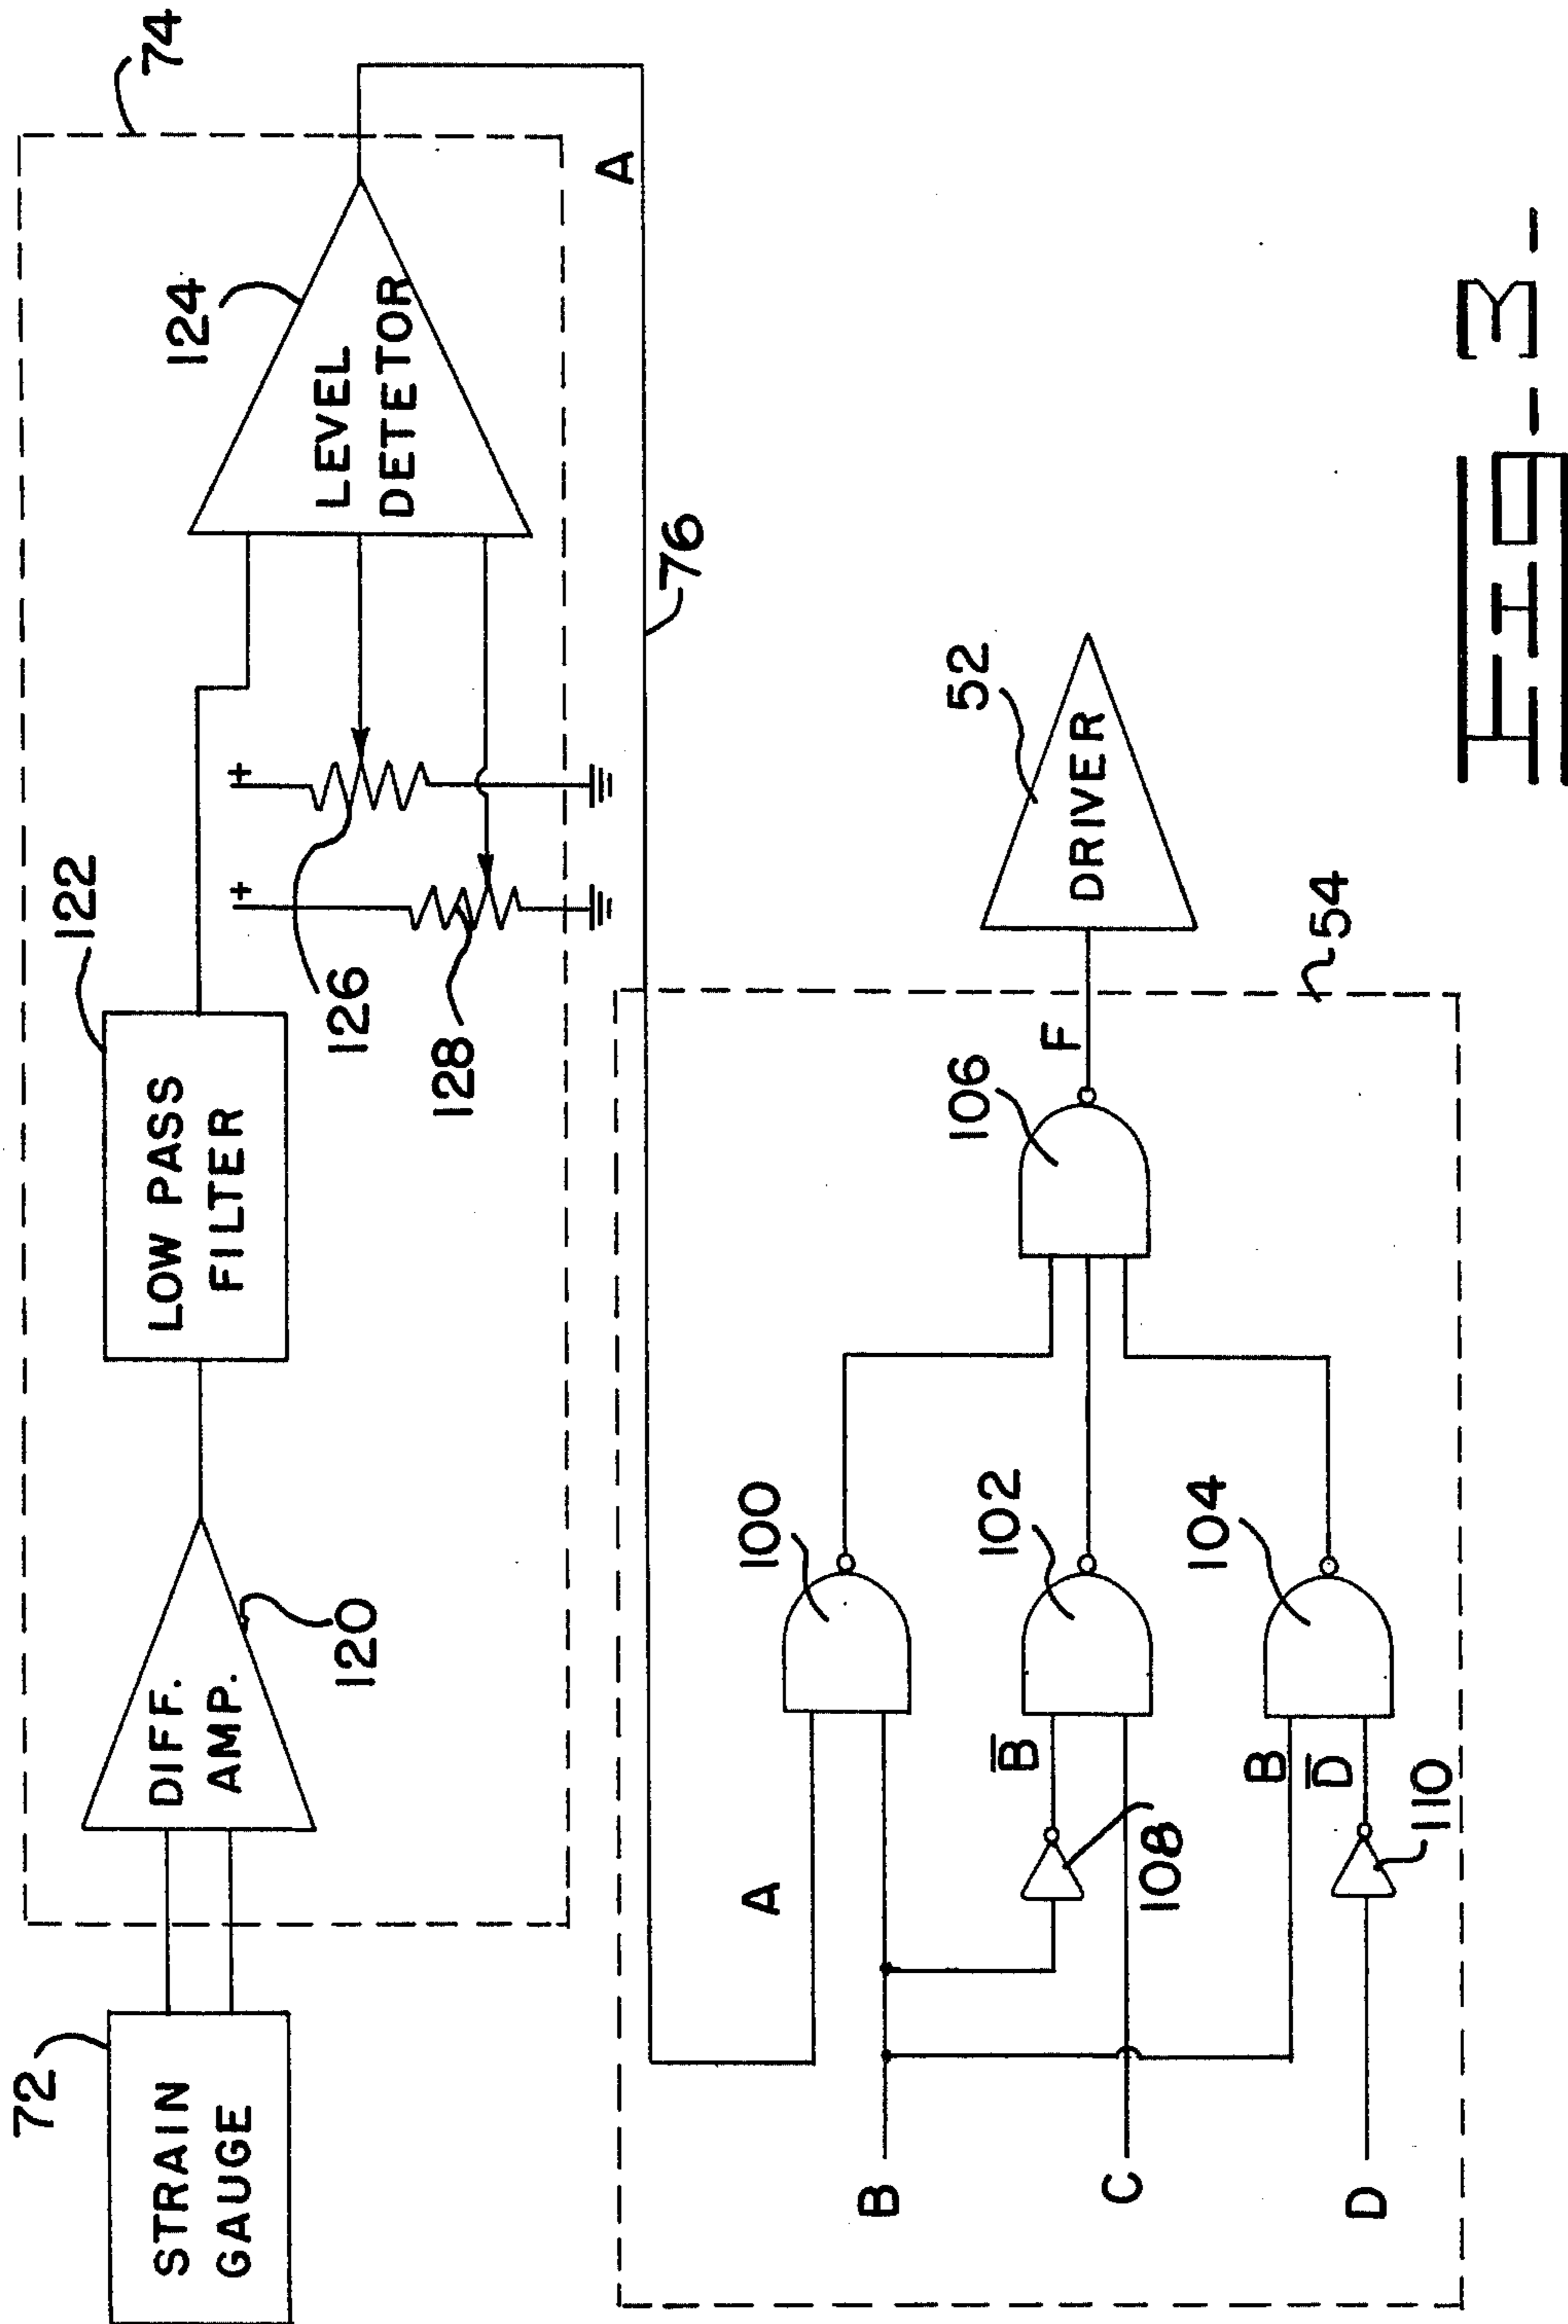 72
STRAIN
GAUGE
DIFF.
AMP.
120
122
LOW PASS
FILTER
+
+
126
128
124
LEVEL
DETETOR
74
A
76
A
B
C
D
100
B̅
108
102
B
D̅
110
104
106
F
52
DRIVER
54
FIG-3-